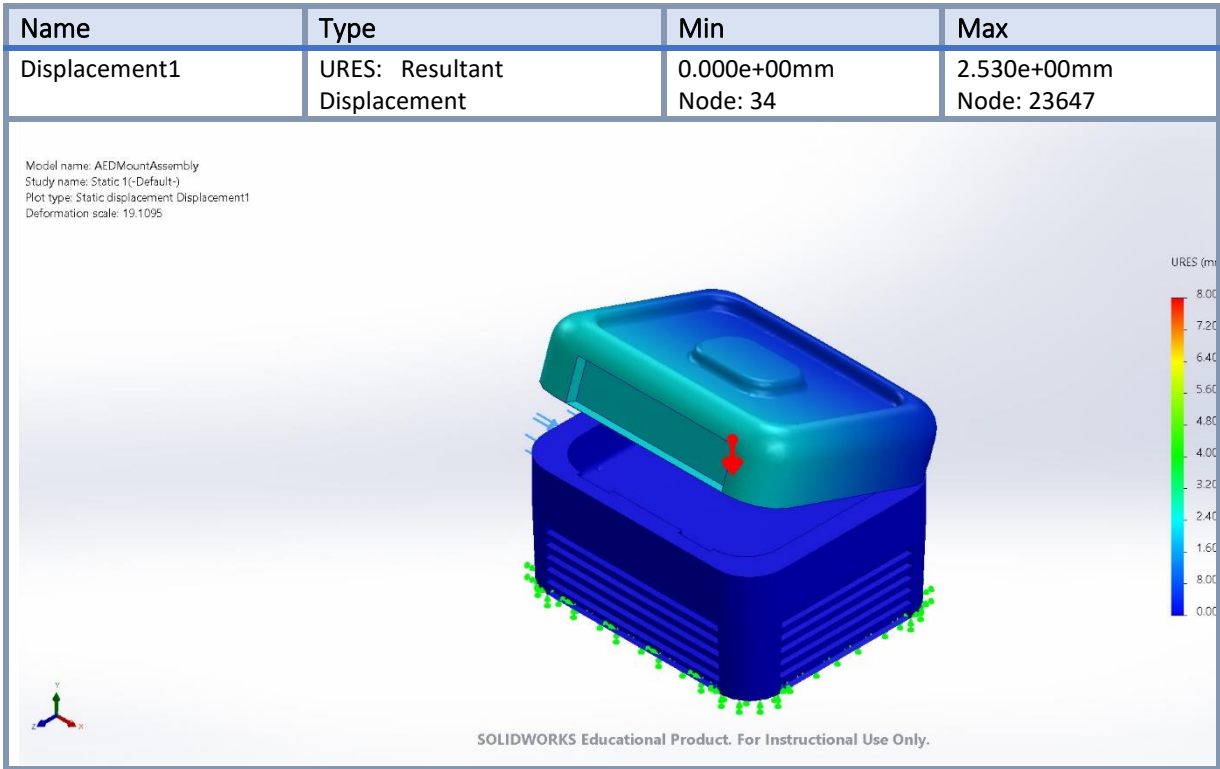 Name Type Min Max
Displacement1 URES: Resultant 0.000e+00mm 2.530e+00mm
Displacement Node: 34 Node: 23647
Model name: AEDMountAssembly
Study name: Static 1(-Default-)
Plot type: Static displacement Displacement1
Deformation scale: 19.1095
URES (m
8.00
7.20
6.40
5.60
4.80
4.00
3.20
2.40
1.60
8.00
0.00
Y
Z X
SOLIDWORKS Educational Product. For Instructional Use Only.